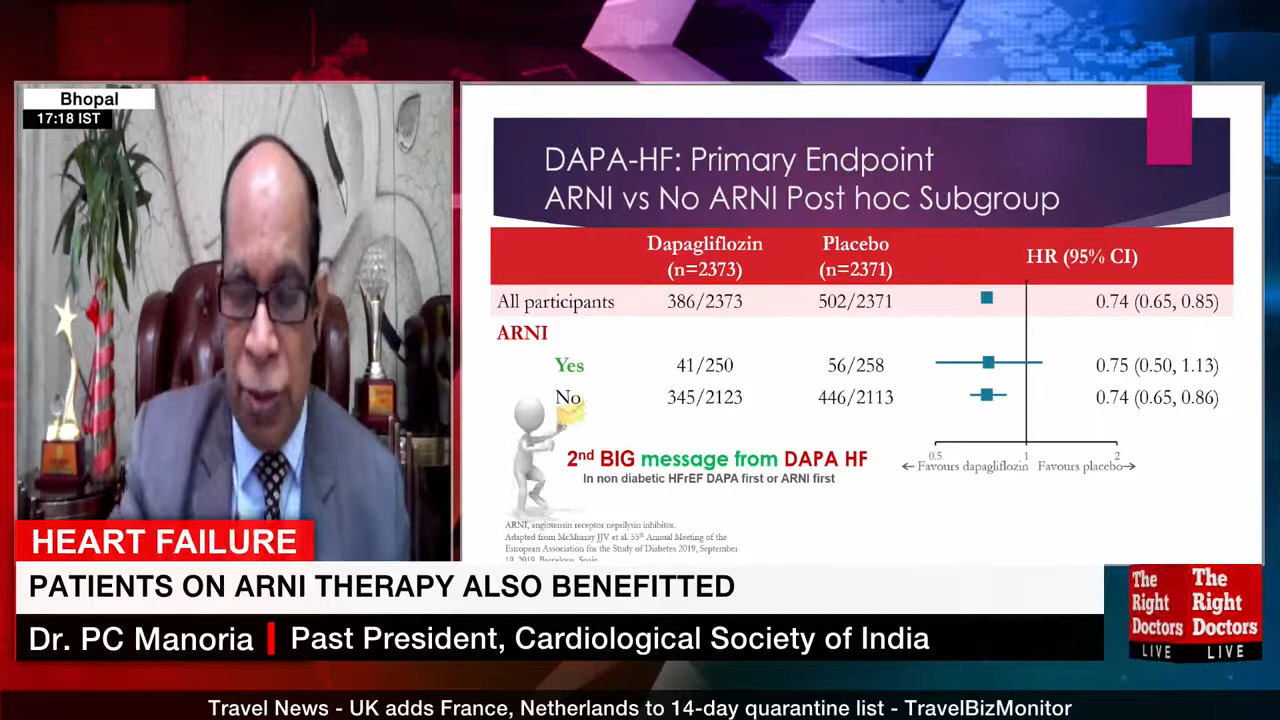 Bhopal
17:18 IST
DAPA-HF: Primary Endpoint
ARNI vs No ARNI Post hoc Subgroup
Dapagliflozin Placebo HR (95% CI)
(n=2373) (n=2371)
All participants 386/2373 502/2371 0.74 (0.65, 0.85)
ARNI
Yes 41/250 56/258 0.75 (0.50, 1.13)
No 345/2123 446/2113 0.74 (0.65, 0.86)
0.5 1 2
←Favours dapagliflozin Favours placebo→
2nd BIG message from DAPA HF
In non diabetic HFrEF DAPA first or ARNI first
ARNI, angiotensin receptor neprilysin inhibitor.
Adapted from McMurray JJV et al. 55th Annual Meeting of the
European Association for the Study of Diabetes 2019, September
19, 2019, Barcelona, Spain
HEART FAILURE
PATIENTS ON ARNI THERAPY ALSO BENEFITTED
Dr. PC Manoria | Past President, Cardiological Society of India
The Right Doctors LIVE
The Right Doctors LIVE
Travel News - UK adds France, Netherlands to 14-day quarantine list - TravelBizMonitor